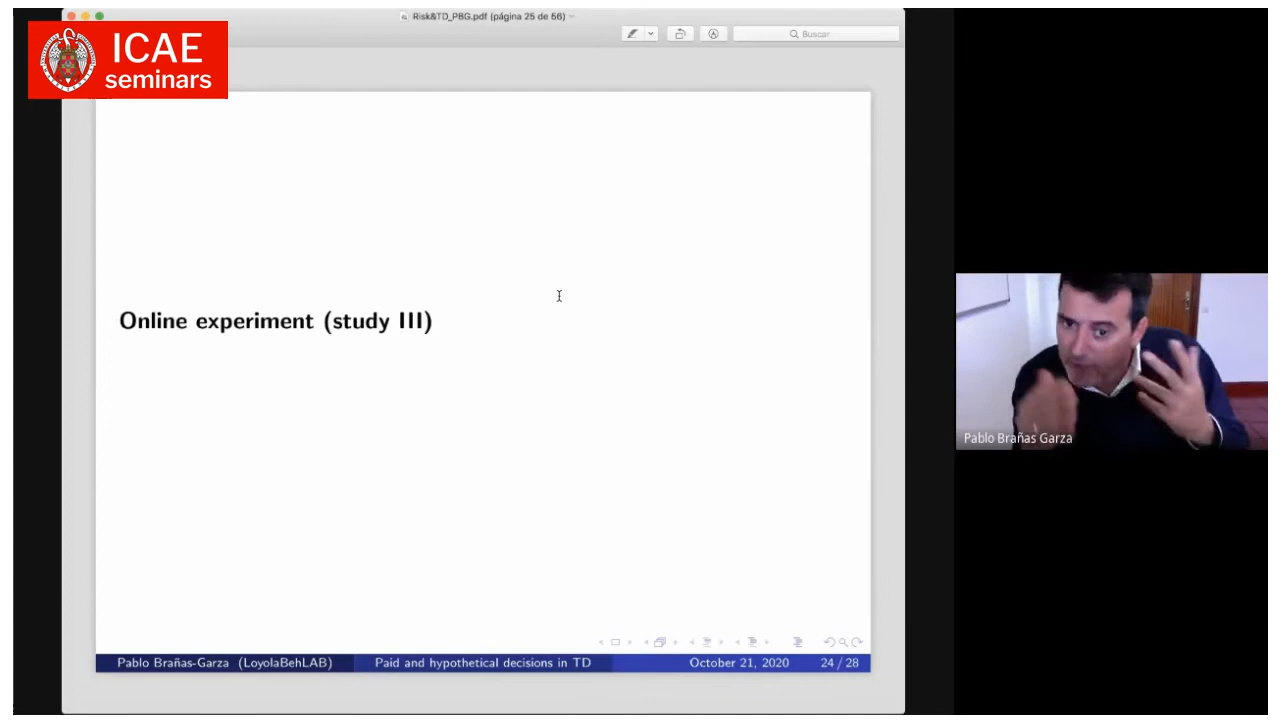 Risk&TD_PBG.pdf (página 25 de 56)
Buscar
ICAE
seminars
Online experiment (study III)
Pablo Brañas Garza
Pablo Brañas-Garza (LoyolaBehLAB) Paid and hypothetical decisions in TD October 21, 2020 24 / 28